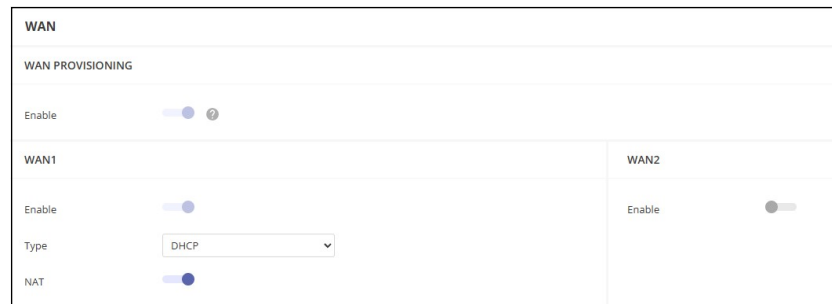 WAN
WAN PROVISIONING
Enable ?
WAN1
Enable
Type DHCP
NAT
WAN2
Enable